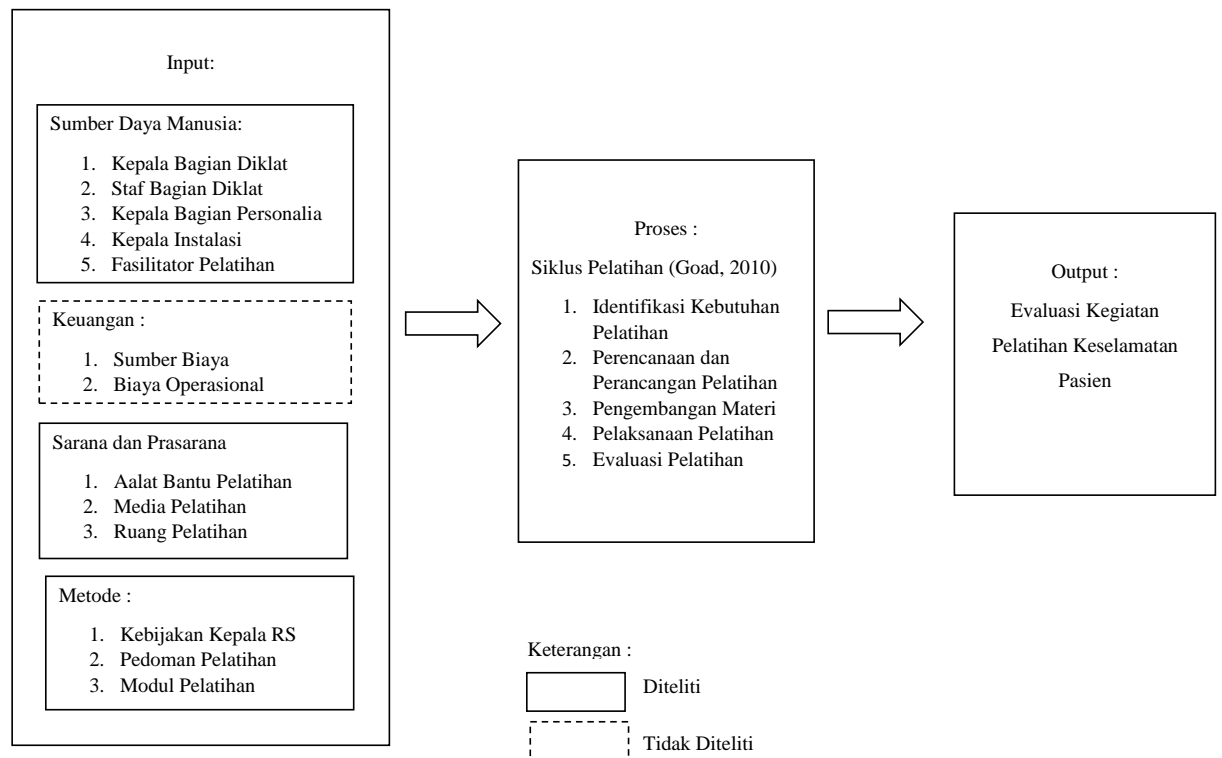 Input:
Sumber Daya Manusia:
1. Kepala Bagian Diklat
2. Staf Bagian Diklat
3. Kepala Bagian Personalia
4. Kepala Instalasi
5. Fasilitator Pelatihan
Keuangan :
1. Sumber Biaya
2. Biaya Operasional
Sarana dan Prasarana
1. Aalat Bantu Pelatihan
2. Media Pelatihan
3. Ruang Pelatihan
Metode :
1. Kebijakan Kepala RS
2. Pedoman Pelatihan
3. Modul Pelatihan
Proses :
Siklus Pelatihan (Goad, 2010)
1. Identifikasi Kebutuhan
Pelatihan
2. Perencanaan dan
Perancangan Pelatihan
3. Pengembangan Materi
4. Pelaksanaan Pelatihan
5. Evaluasi Pelatihan
Output :
Evaluasi Kegiatan
Pelatihan Keselamatan
Pasien
Keterangan :
Diteliti
Tidak Diteliti